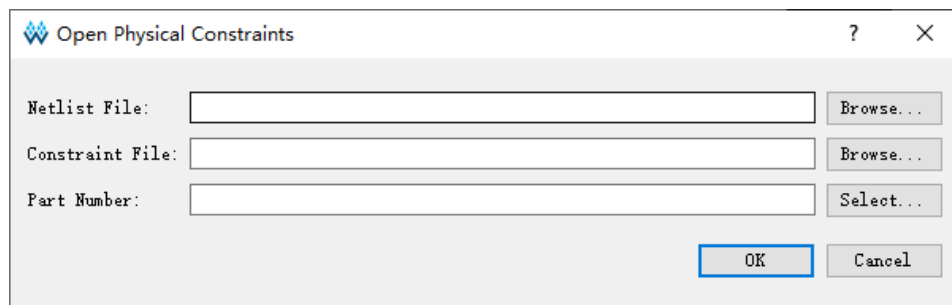 Open Physical Constraints ?
Netlist File: Browse...
Constraint File: Browse...
Part Number: Select...
OK Cancel